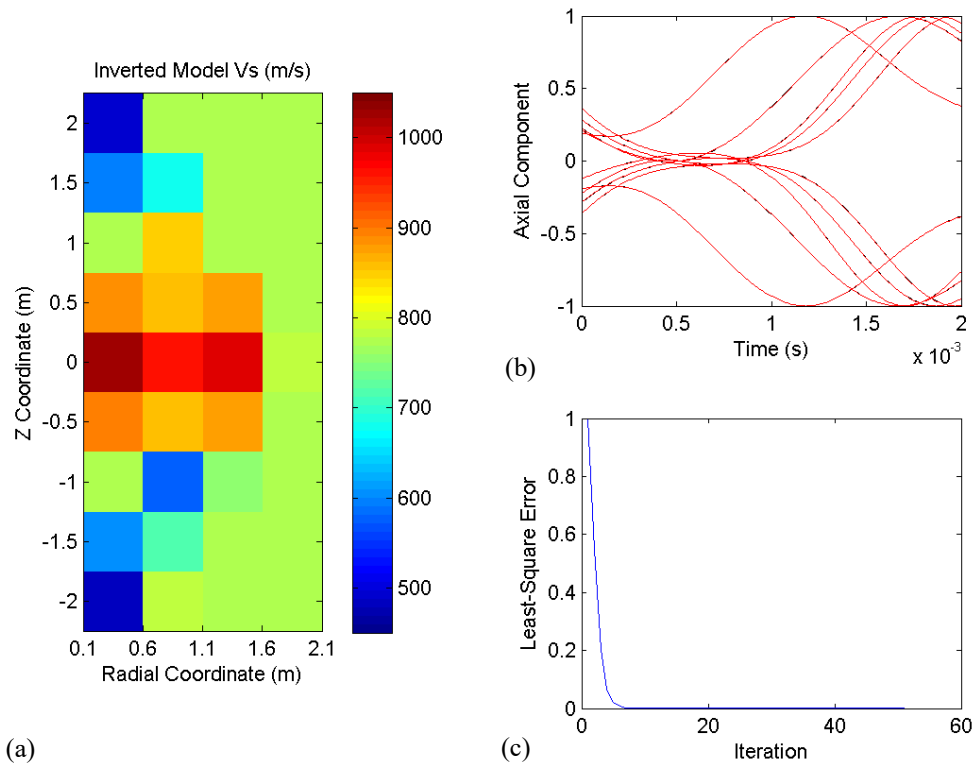 Inverted Model Vs (m/s)
2
1.5
1
0.5
0
-0.5
-1
-1.5
-2
Z Coordinate (m)
0.1 0.6 1.1 1.6 2.1
Radial Coordinate (m)
1000
900
800
700
600
500
(a)
1
0.5
0
-0.5
-1
Axial Component
0 0.5 1 1.5 2
x 10-3
Time (s)
(b)
1
0.8
0.6
0.4
0.2
0
Least-Square Error
0 20 40 60
Iteration
(c)